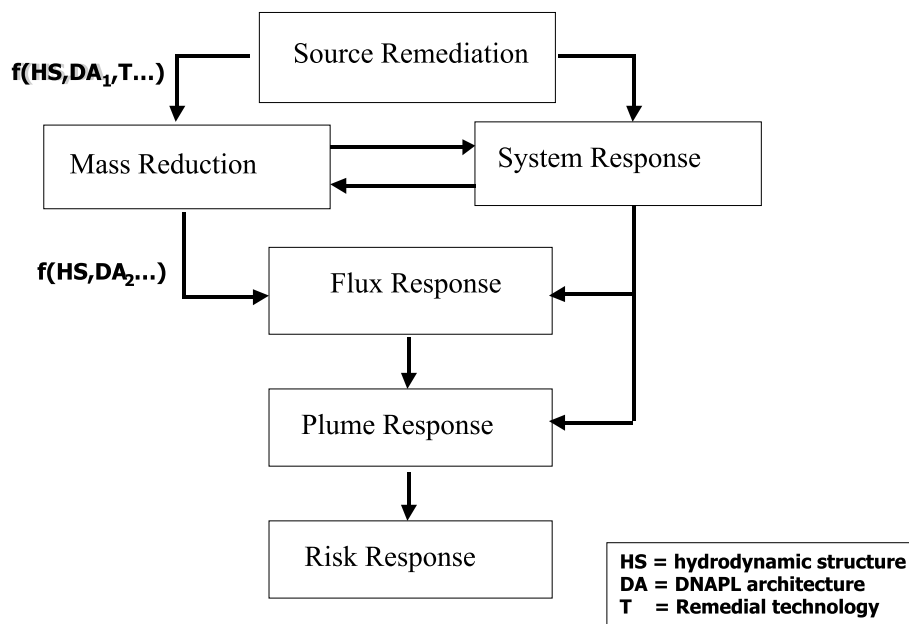 Source Remediation
f(HS,DA₁,T...)
Mass Reduction
System Response
f(HS,DA₂...)
Flux Response
Plume Response
Risk Response
HS = hydrodynamic structure
DA = DNAPL architecture
T = Remedial technology